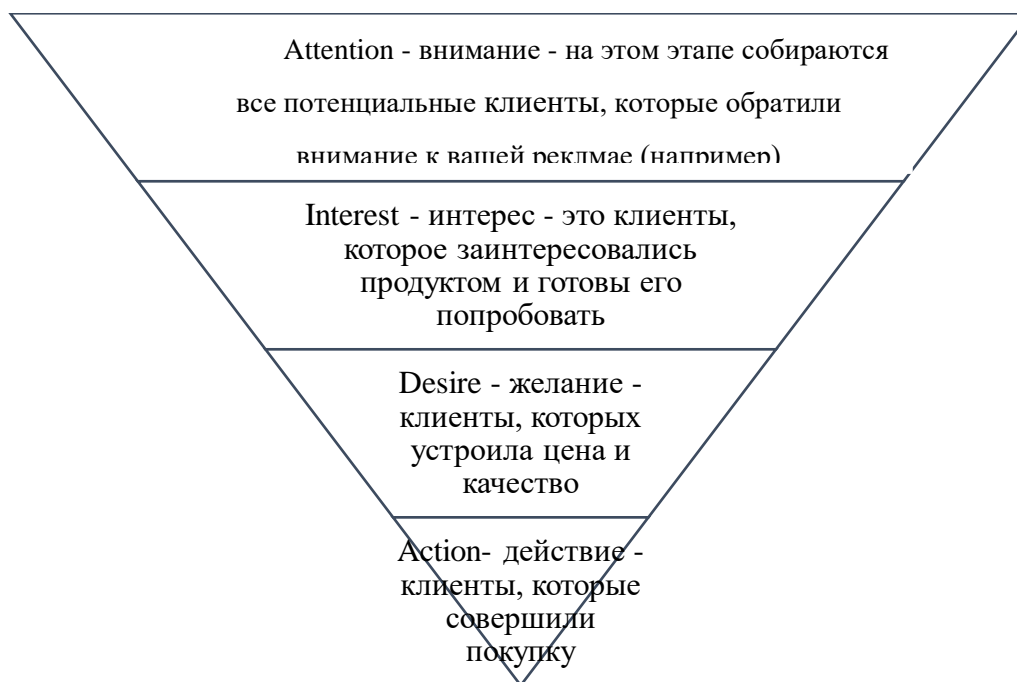 Attention - внимание - на этом этапе собираются
все потенциальные клиенты, которые обратили
внимание к вашей реклмае (например)
Interest - интерес - это клиенты,
которое заинтересовались
продуктом и готовы его
попробовать
Desire - желание -
клиенты, которых
устроила цена и
качество
Action- действие -
клиенты, которые
совершили
покупку